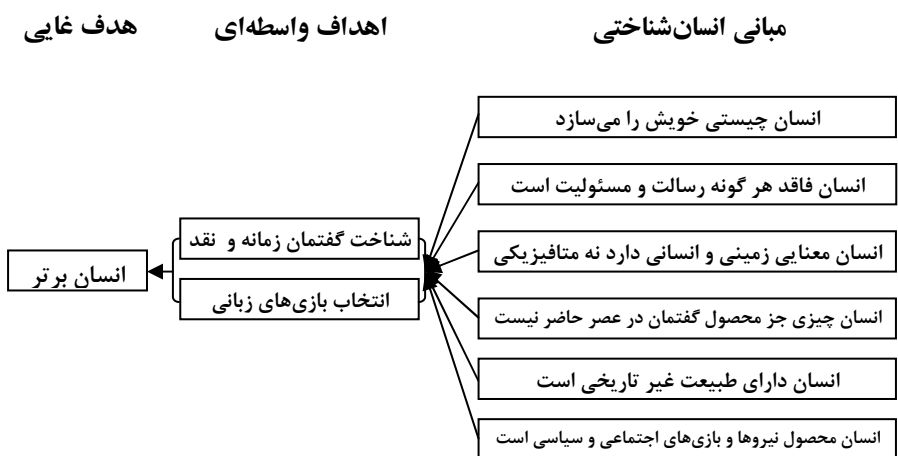 مبانی انسان‌شناختی
اهداف واسطه‌ای
هدف غایی
انسان چیستی خویش را می‌سازد
انسان فاقد هر گونه رسالت و مسئولیت است
انسان معنایی زمینی و انسانی دارد نه متافیزیکی
انسان چیزی جز محصول گفتمان در عصر حاضر نیست
انسان دارای طبیعت غیر تاریخی است
انسان محصول نیروها و بازی‌های اجتماعی و سیاسی است
شناخت گفتمان زمانه و نقد
انتخاب بازی‌های زبانی
انسان برتر